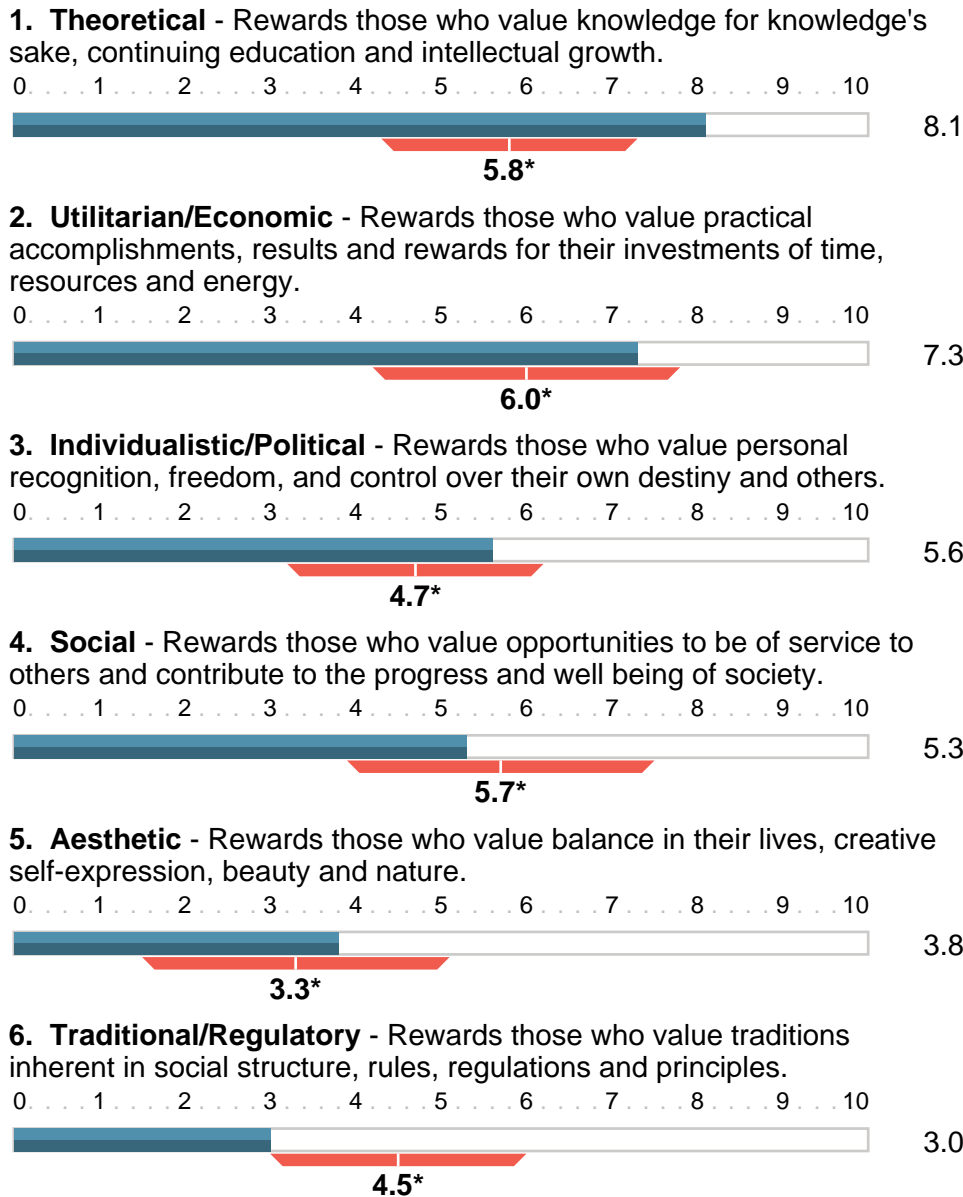 1. Theoretical - Rewards those who value knowledge for knowledge's
sake, continuing education and intellectual growth.
0. . . . 1 . . . . 2 . . . . 3 . . . . 4 . . . . 5 . . . . 6 . . . . 7 . . . . 8 . . . . 9 . . . 10
8.1
5.8*
2. Utilitarian/Economic - Rewards those who value practical
accomplishments, results and rewards for their investments of time,
resources and energy.
0. . . . 1 . . . . 2 . . . . 3 . . . . 4 . . . . 5 . . . . 6 . . . . 7 . . . . 8 . . . . 9 . . . 10
7.3
6.0*
3. Individualistic/Political - Rewards those who value personal
recognition, freedom, and control over their own destiny and others.
0. . . . 1 . . . . 2 . . . . 3 . . . . 4 . . . . 5 . . . . 6 . . . . 7 . . . . 8 . . . . 9 . . . 10
5.6
4.7*
4. Social - Rewards those who value opportunities to be of service to
others and contribute to the progress and well being of society.
0. . . . 1 . . . . 2 . . . . 3 . . . . 4 . . . . 5 . . . . 6 . . . . 7 . . . . 8 . . . . 9 . . . 10
5.3
5.7*
5. Aesthetic - Rewards those who value balance in their lives, creative
self-expression, beauty and nature.
0. . . . 1 . . . . 2 . . . . 3 . . . . 4 . . . . 5 . . . . 6 . . . . 7 . . . . 8 . . . . 9 . . . 10
3.8
3.3*
6. Traditional/Regulatory - Rewards those who value traditions
inherent in social structure, rules, regulations and principles.
0. . . . 1 . . . . 2 . . . . 3 . . . . 4 . . . . 5 . . . . 6 . . . . 7 . . . . 8 . . . . 9 . . . 10
3.0
4.5*